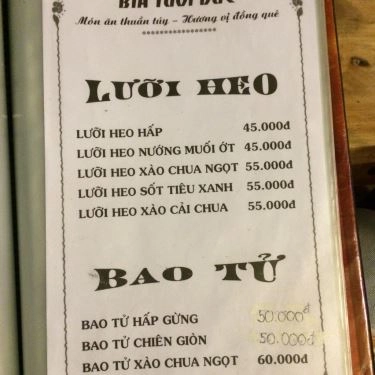 BIA TƯƠI ĐỨC
Món ăn thuần túy – Hương vị đồng quê
LƯỠI HEO
LƯỠI HEO HẤP 45.000đ
LƯỠI HEO NƯỚNG MUỐI ỚT 45.000đ
LƯỠI HEO XÀO CHUA NGỌT 55.000đ
LƯỠI HEO SỐT TIÊU XANH 55.000đ
LƯỠI HEO XÀO CẢI CHUA 55.000đ
BAO TỬ
BAO TỬ HẤP GỪNG 50.000đ
BAO TỬ CHIÊN GIÒN 50.000đ
BAO TỬ XÀO CHUA NGỌT 60.000đ